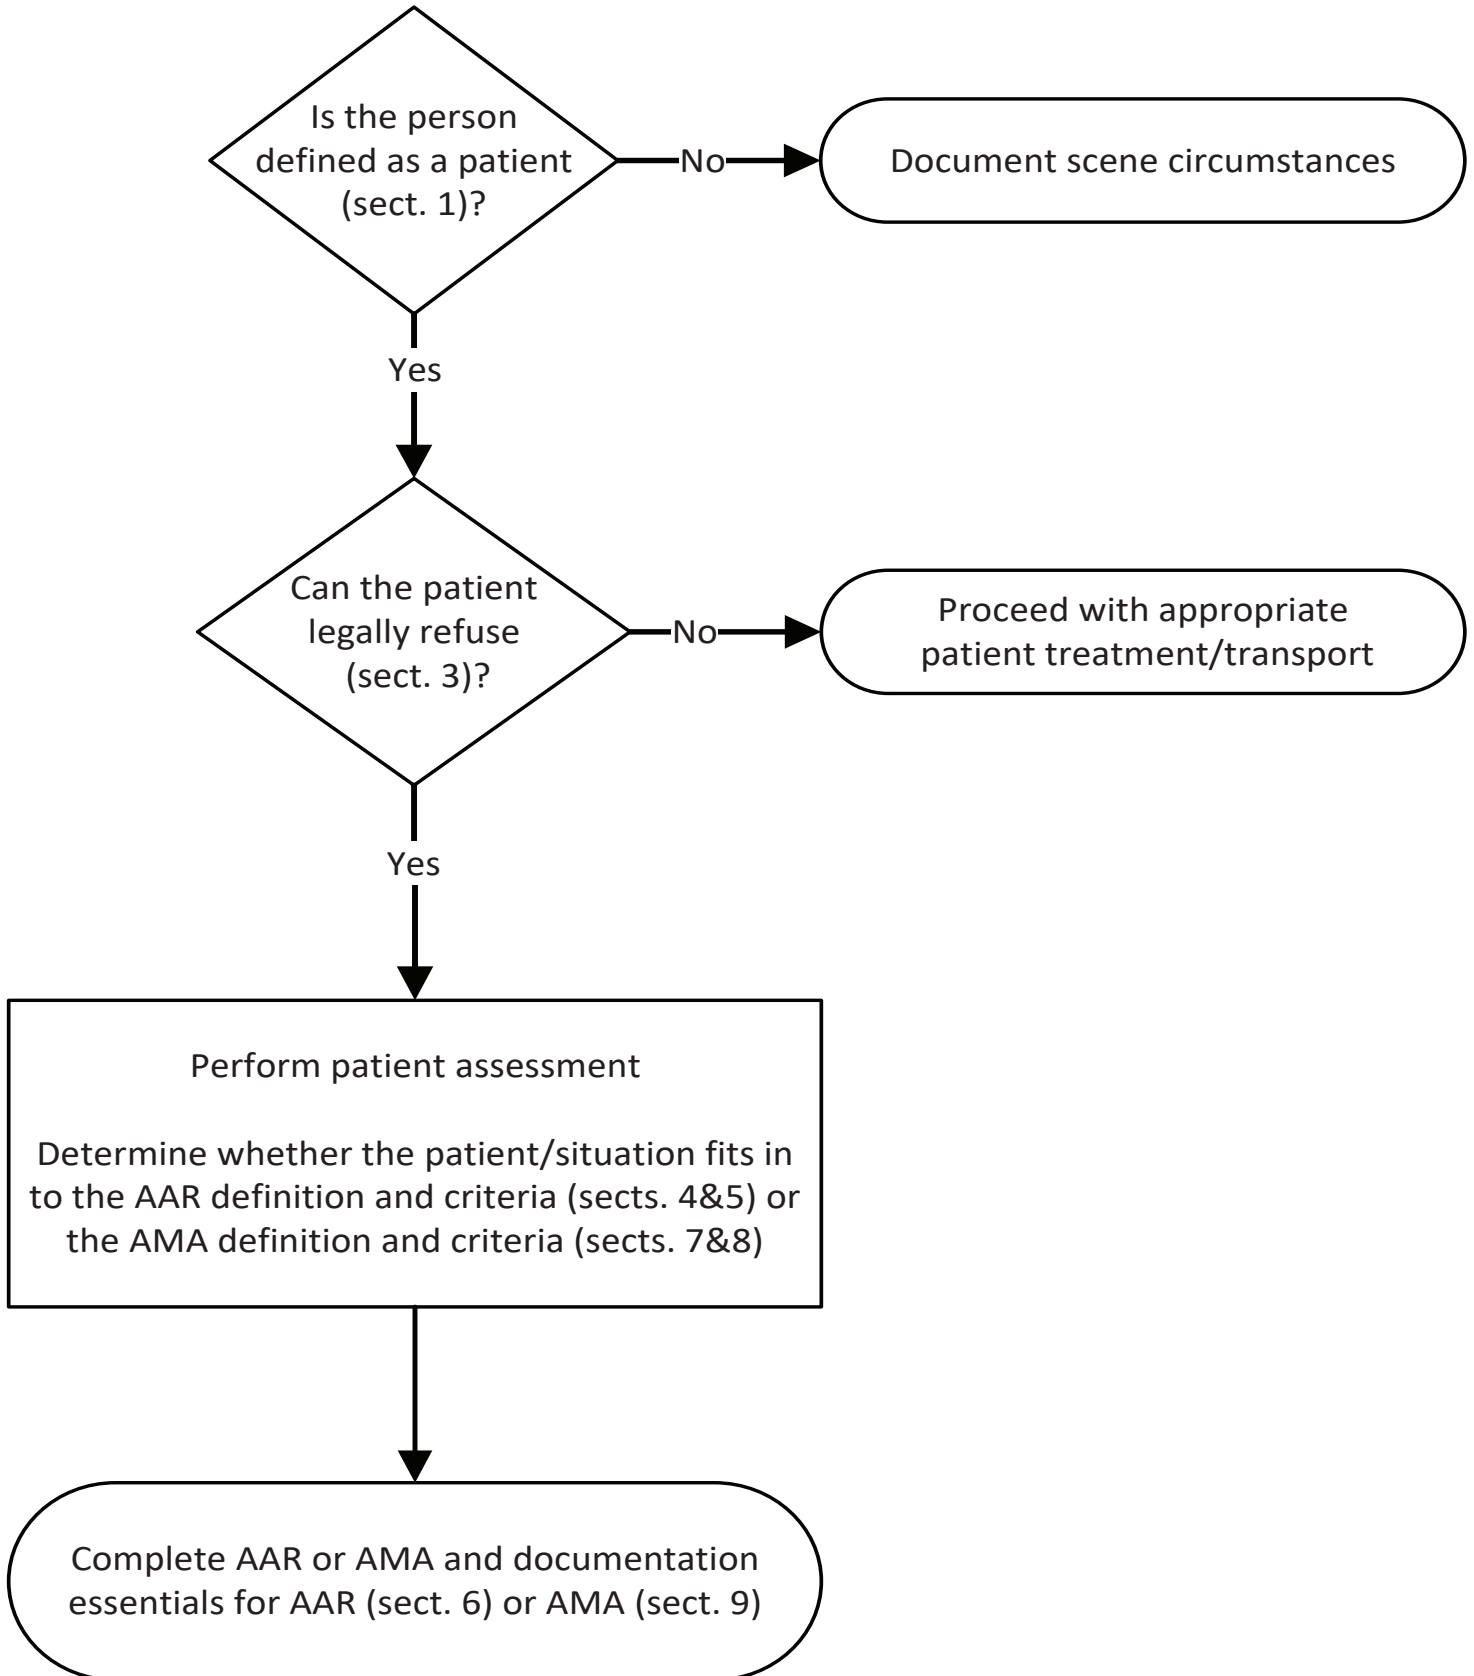 Is the person
defined as a patient
(sect. 1)?
No
Document scene circumstances
Yes
Can the patient
legally refuse
(sect. 3)?
No
Proceed with appropriate
patient treatment/transport
Yes
Perform patient assessment
Determine whether the patient/situation fits in
to the AAR definition and criteria (sects. 4&5) or
the AMA definition and criteria (sects. 7&8)
Complete AAR or AMA and documentation
essentials for AAR (sect. 6) or AMA (sect. 9)